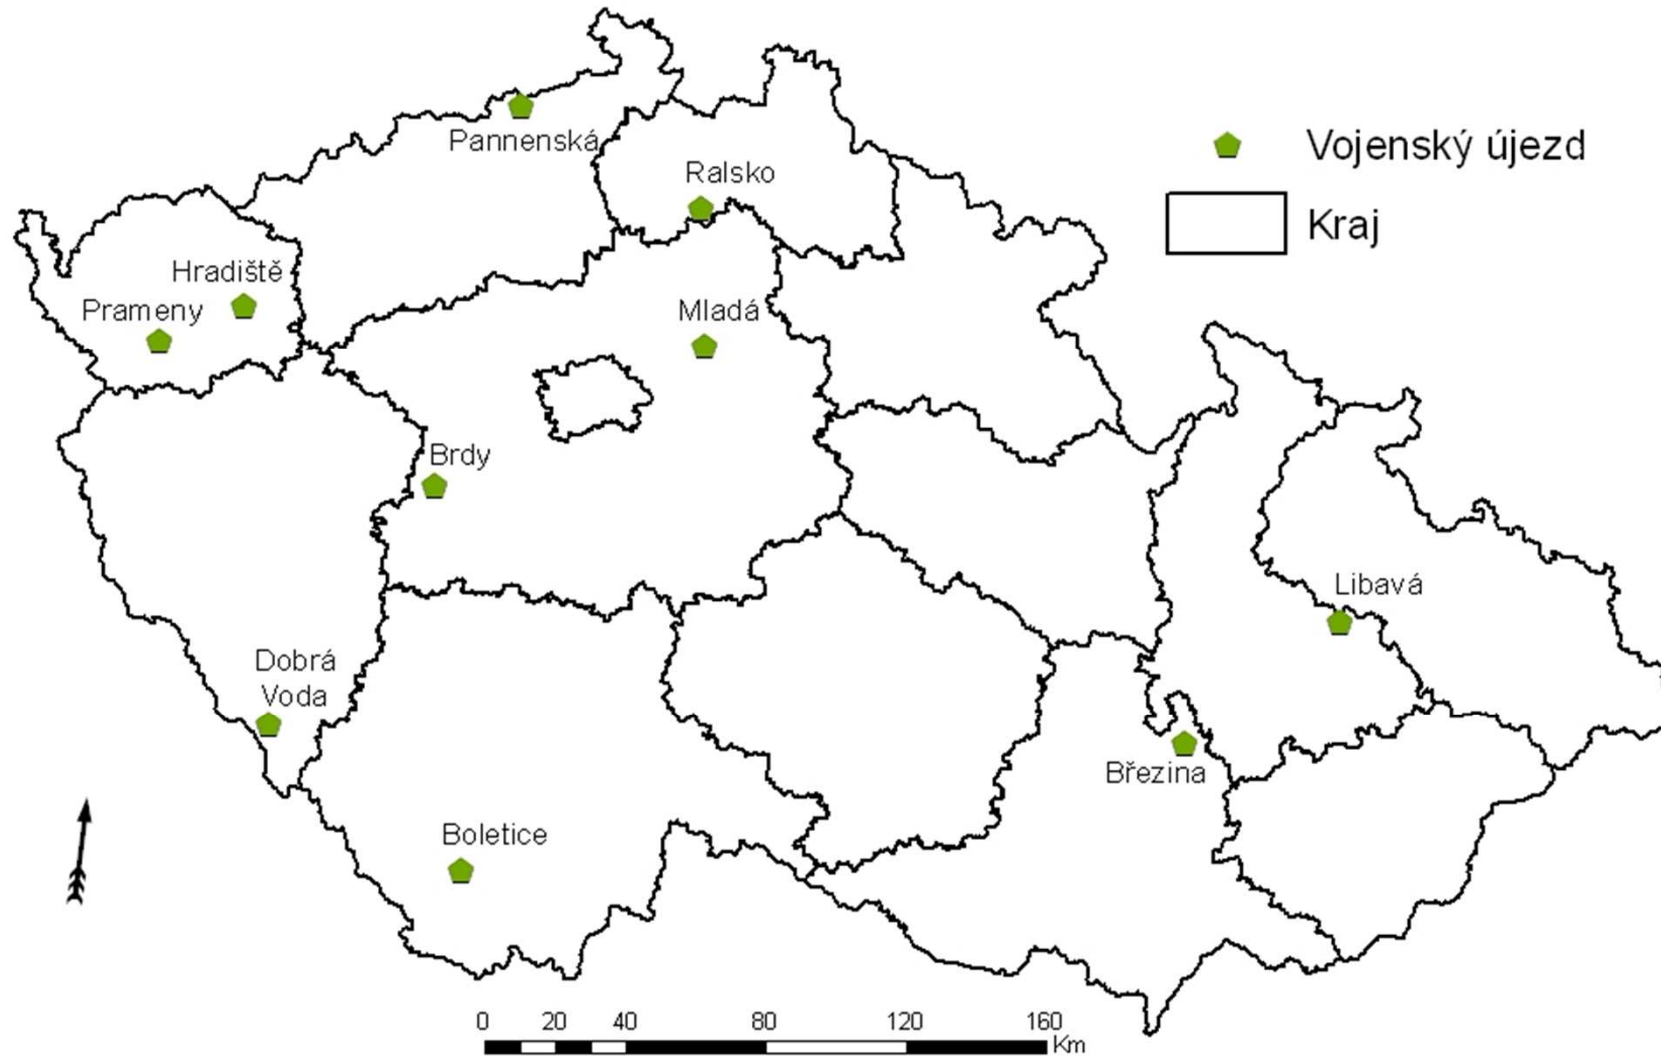 Pannenská
Vojenský újezd
Ralsko
Kraj
Hradiště
Prameny
Mladá
Brdy
Libavá
Dobrá
Voda
Březina
Boletice
0 20 40 80 120 160
Km